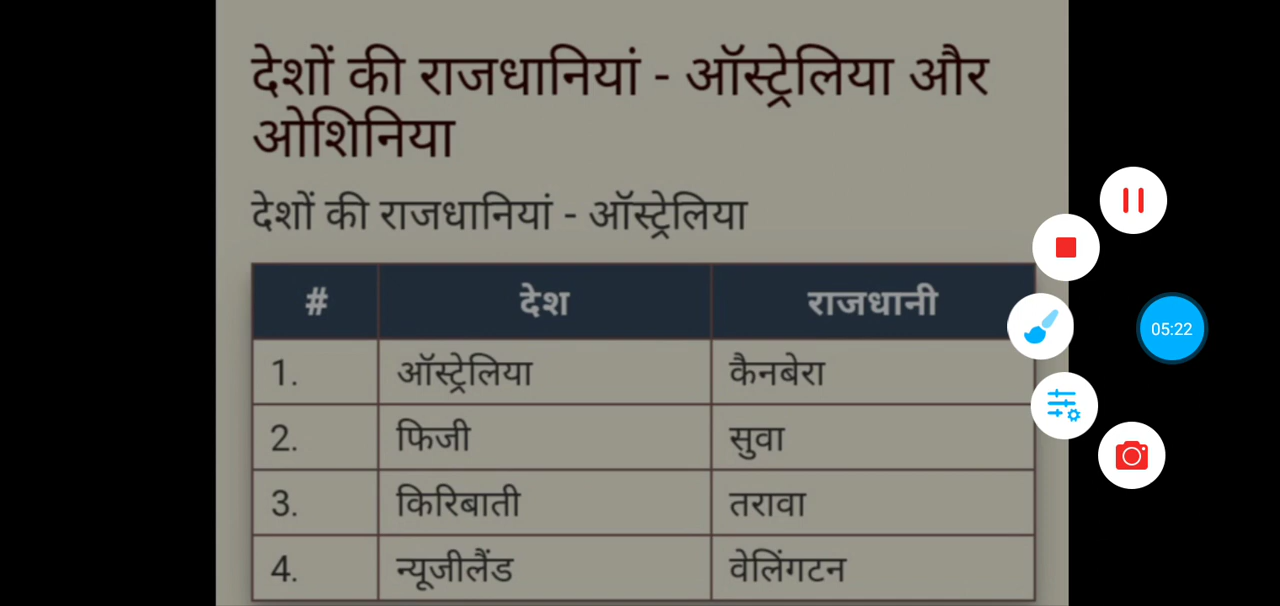 देशों की राजधानियां - ऑस्ट्रेलिया और
ओशिनिया
देशों की राजधानियां - ऑस्ट्रेलिया
# देश राजधानी
1. ऑस्ट्रेलिया कैनबेरा
2. फिजी सुवा
3. किरिबाती तरावा
4. न्यूजीलैंड वेलिंगटन
05:22